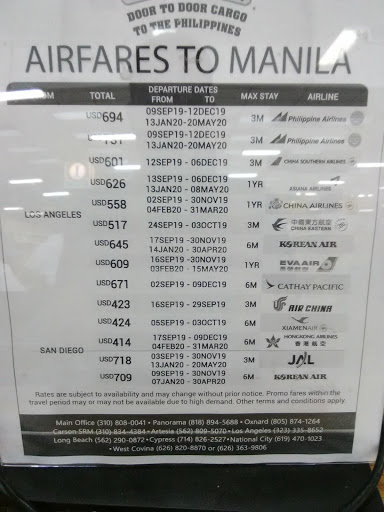 DOOR TO DOOR CARGO
TO THE PHILIPPINES
AIRFARES TO MANILA
TOTAL DEPARTURE DATES FROM TO MAX STAY AIRLINE
USD694 09SEP19-12DEC19 3M Philippine Airlines
13JAN20-20MAY20
09SEP19-12DEC19 3M Philippine Airlines
13JAN20-20MAY20
USD601 12SEP19 - 06DEC19 3M CHINA SOUTHERN AIRLINES
USD626 13SEP19 - 06DEC19 1YR ASIANA AIRLINES
13JAN20 - 08MAY20
LOS ANGELES USD558 02SEP19 - 30NOV19 1YR CHINA AIRLINES
04FEB20 - 31MAR20
USD517 24SEP19 - 03OCT19 3M 中國東方航空 CHINA EASTERN
USD645 17SEP19 - 30NOV19 6M KOREAN AIR
14JAN20 - 30APR20
USD609 16SEP19 - 30NOV19 1YR EVA AIR
03FEB20 - 15MAY20
USD671 02SEP19 - 09DEC19 6M CATHAY PACIFIC
USD423 16SEP19 - 29SEP19 3M AIR CHINA
USD424 05SEP19 - 03OCT19 6M XIAMENAIR
USD414 17SEP19 - 09DEC19 6M HONGKONG AIRLINES
04FEB20 - 31MAR20 香港航空
SAN DIEGO USD718 03SEP19 - 30NOV19 3M JAL
13JAN20 - 20MAY20
USD709 09SEP19 - 30NOV19 6M KOREAN AIR
07JAN20 - 30APR20
Rates are subject to availability and may change without prior notice. Promo fares within the
travel period may or may not be available due to high demand. Other terms and conditions apply.
Main Office (310) 808-0041 • Panorama (818) 894-5688 • Oxnard (805) 874-1264
Carson SRM (310) 834-4384 • Artesia (562) 809-5070 • Los Angeles (323) 335-8652
Long Beach (562) 290-0872 • Cypress (714) 826-2527 • National City (619) 470-1023
• West Covina (626) 820-8870 or (626) 363-9806